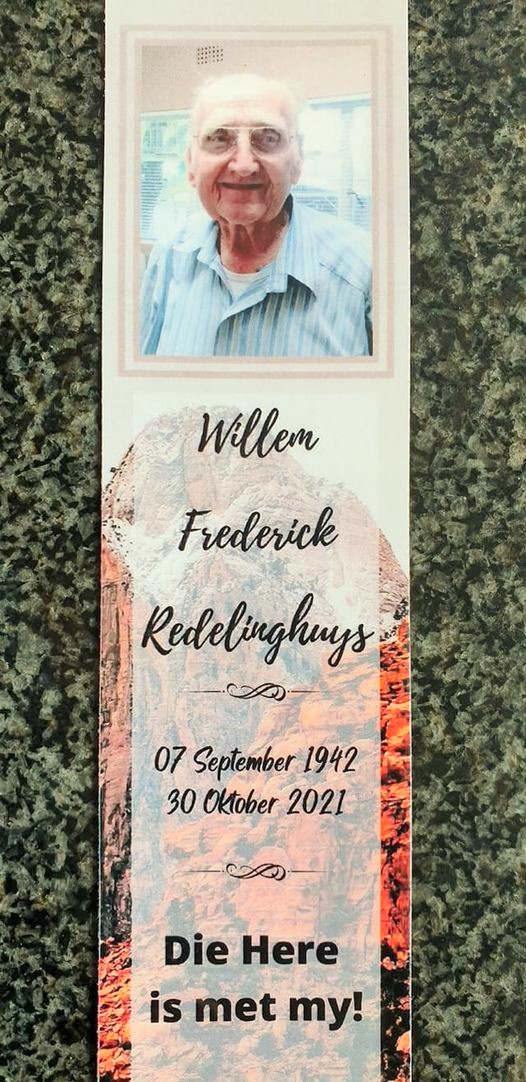 Willem
Frederick
Redelinghuys
07 September 1942
30 Oktober 2021
Die Here
is met my!